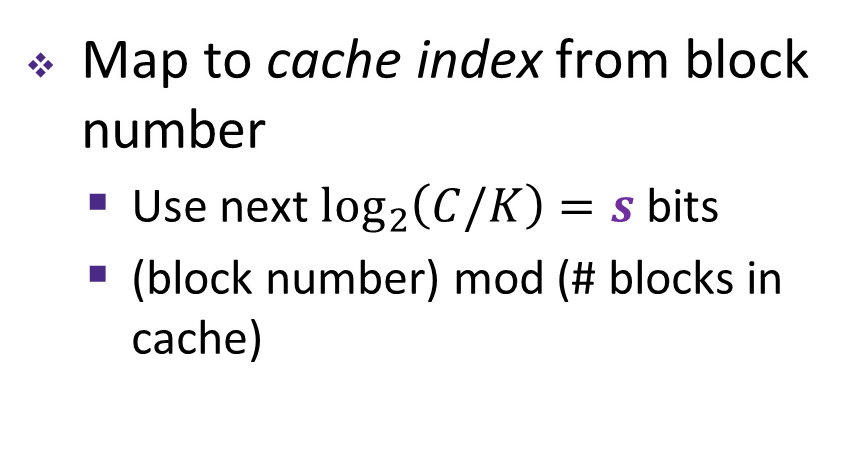 ❖ Map to cache index from block
number
▪ Use next log₂(C/K) = s bits
▪ (block number) mod (# blocks in
cache)